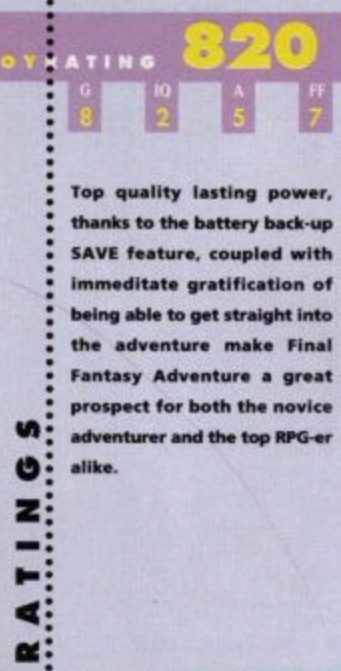 OY RATING 820
G IQ A FF
8 2 5 7
Top quality lasting power,
thanks to the battery back-up
SAVE feature, coupled with
immeditate gratification of
being able to get straight into
the adventure make Final
Fantasy Adventure a great
prospect for both the novice
adventurer and the top RPG-er
alike.
RATINGS